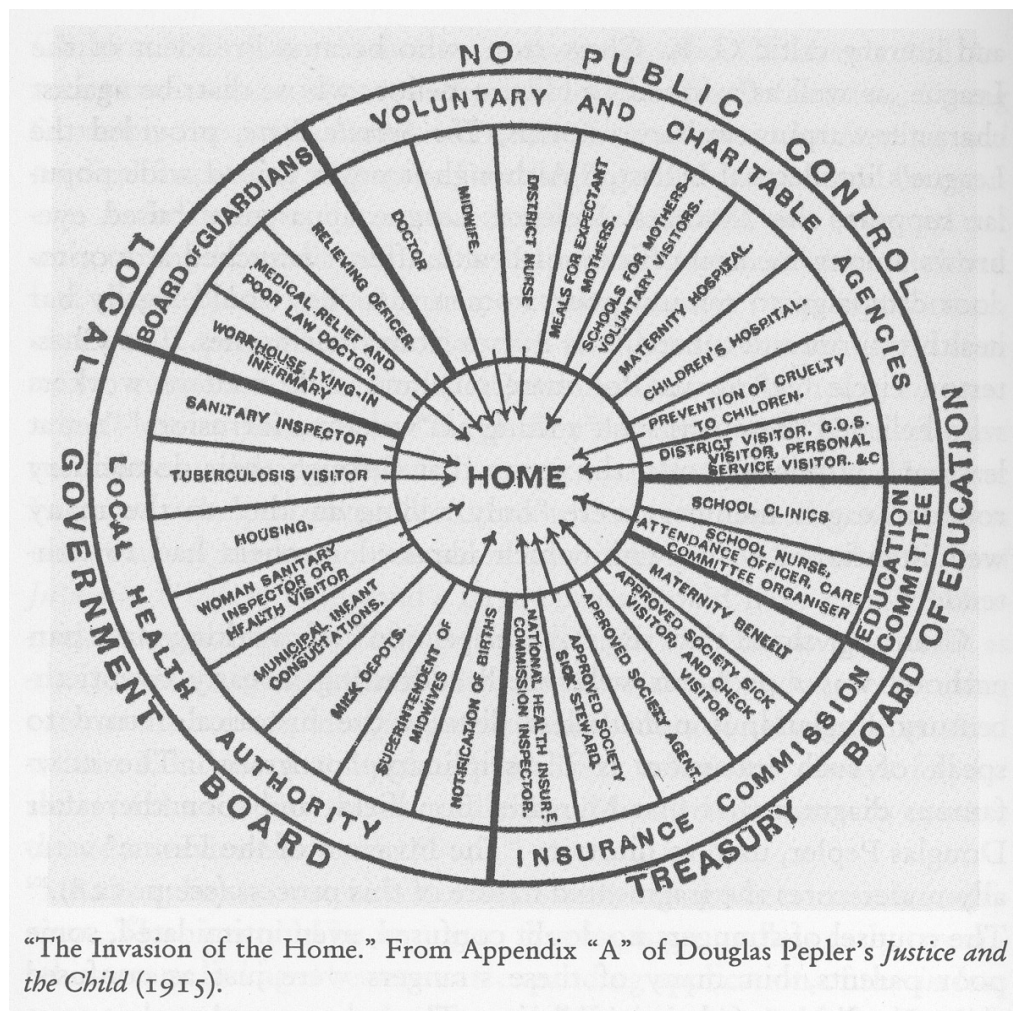 NO PUBLIC CONTROL
VOLUNTARY AND CHARITABLE AGENCIES
DOCTOR
MIDWIFE.
DISTRICT NURSE
MEALS FOR EXPECTANT
MOTHERS.
SCHOOLS FOR MOTHERS.
VOLUNTARY VISITORS.
MATERNITY HOSPITAL
CHILDREN'S HOSPITAL
PREVENTION OF CRUELTY
TO CHILDREN.
DISTRICT VISITOR. C.O.S.
VISITOR, PERSONAL
SERVICE VISITOR. &C
BOARD OF EDUCATION
EDUCATION
COMMITTEE
SCHOOL CLINICS
SCHOOL NURSE,
ATTENDANCE OFFICER, CARE
COMMITTEE ORGANISER
TREASURY
INSURANCE COMMISSION
MATERNITY BENEFIT
APPROVED SOCIETY SICK
VISITOR AND CHECK
VISITOR
APPROVED SOCIETY AGENT
APPROVED SOCIETY
"SICK" STEWARD.
NATIONAL HEALTH INSURE
COMMISSION INSPECTOR.
LOCAL GOVERNMENT BOARD
LOCAL HEALTH AUTHORITY
NOTIFICATION BIRTHS
SUPERINTENDENT OF
MIDWIVES
MILK DEPOTS.
MUNICIPAL INFANT
CONSULTATIONS.
WOMAN SANITARY
INSPECTOR OR
HEALTH VISITOR
HOUSING.
TUBERCULOSIS VISITOR
SANITARY INSPECTOR
BOARD OF GUARDIANS
WORKHOUSE, LYING-IN
INFIRMARY
MEDICAL RELIEF AND
POOR LAW DOCTOR.
RELIEVING OFFICER.
HOME
"The Invasion of the Home." From Appendix "A" of Douglas Pepler's Justice and
the Child (1915).